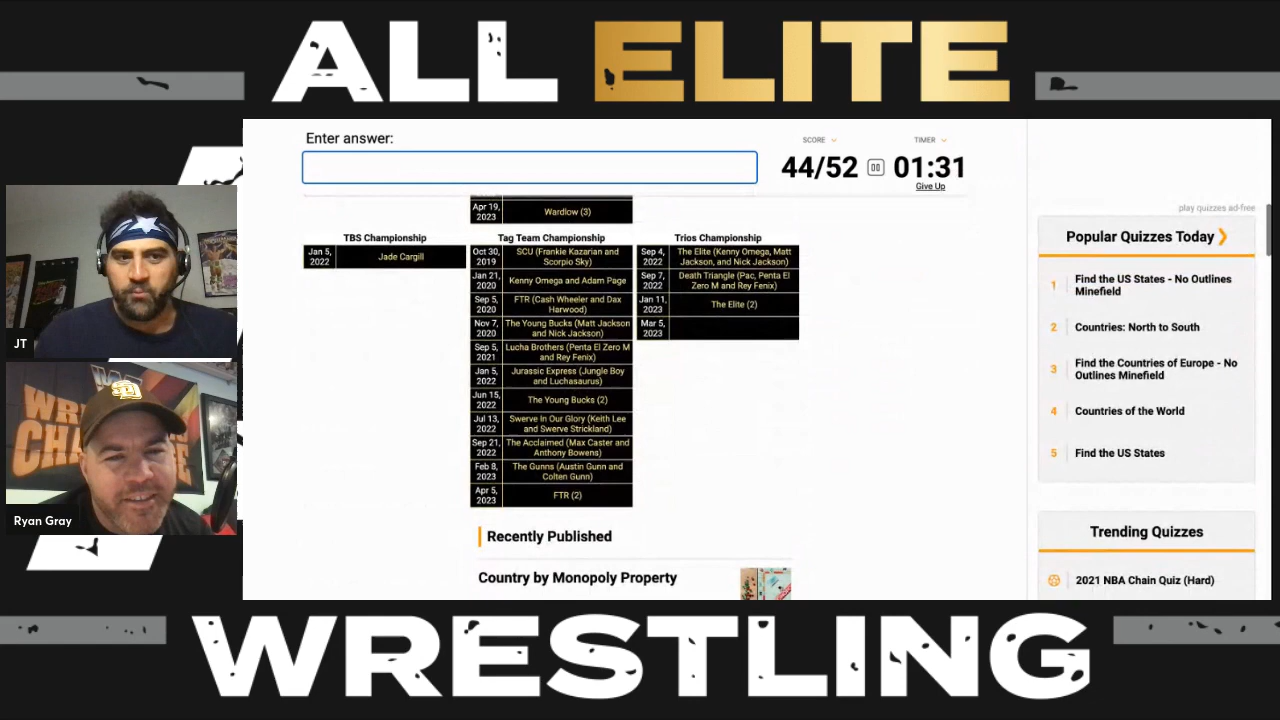 ALL ELITE
Enter answer:
SCORE
TIMER
44/52
01:31
Give Up
Apr 19, 2023
Wardlow (3)
TBS Championship
Jan 5, 2022
Jade Cargill
Tag Team Championship
Oct 30, 2019
SCU (Frankie Kazarian and Scorpio Sky)
Jan 21, 2020
Kenny Omega and Adam Page
Sep 5, 2020
FTR (Cash Wheeler and Dax Harwood)
Nov 7, 2020
The Young Bucks (Matt Jackson and Nick Jackson)
Sep 5, 2021
Lucha Brothers (Penta El Zero M and Rey Fenix)
Jan 5, 2022
Jurassic Express (Jungle Boy and Luchasaurus)
Jun 15, 2022
The Young Bucks (2)
Jul 13, 2022
Swerve In Our Glory (Keith Lee and Swerve Strickland)
Sep 21, 2022
The Acclaimed (Max Caster and Anthony Bowens)
Feb 8, 2023
The Gunns (Austin Gunn and Colten Gunn)
Apr 5, 2023
FTR (2)
Trios Championship
Sep 4, 2022
The Elite (Kenny Omega, Matt Jackson, and Nick Jackson)
Sep 7, 2022
Death Triangle (Pac, Penta El Zero M and Rey Fenix)
Jan 11, 2023
The Elite (2)
Mar 5, 2023
Recently Published
Country by Monopoly Property
play quizzes ad-free
Popular Quizzes Today
1 Find the US States - No Outlines Minefield
2 Countries: North to South
3 Find the Countries of Europe - No Outlines Minefield
4 Countries of the World
5 Find the US States
Trending Quizzes
2021 NBA Chain Quiz (Hard)
JT
Ryan Gray
WRESTLING